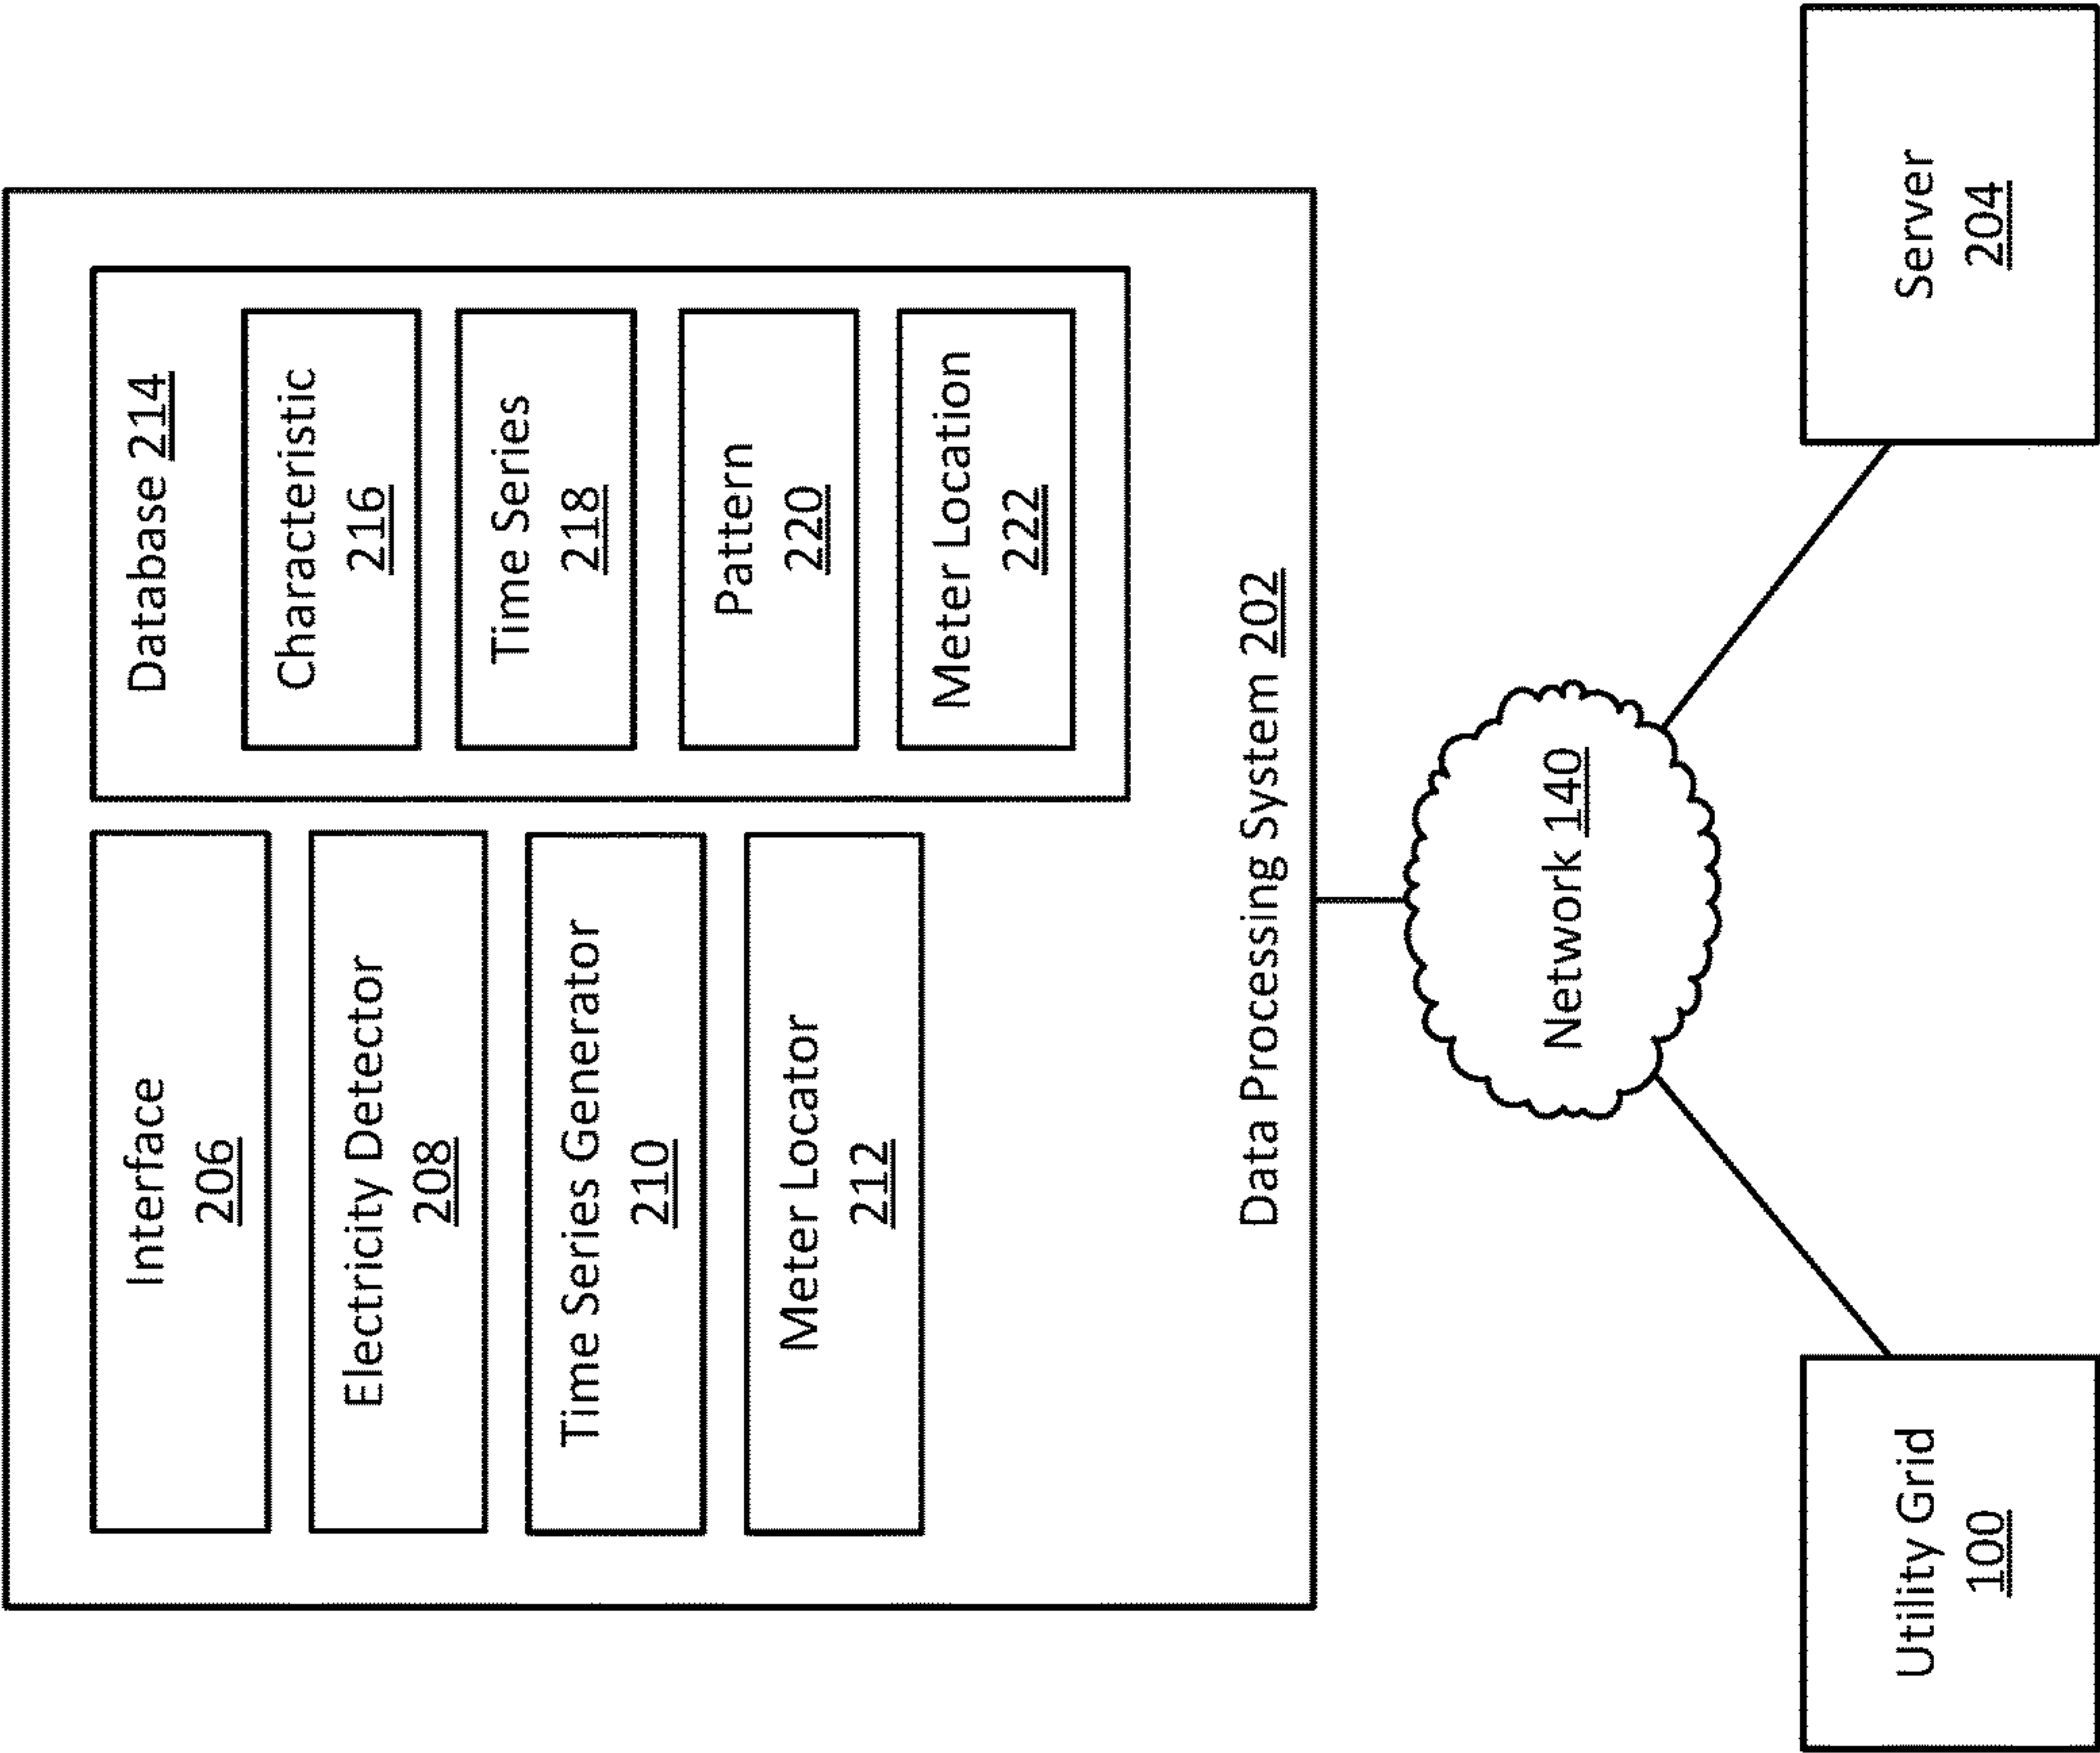 Interface
206
Electricity Detector
208
Time Series Generator
210
Meter Locator
212
Database 214
Characteristic
216
Time Series
218
Pattern
220
Meter Location
222
Data Processing System 202
Network 140
Utility Grid
100
Server
204